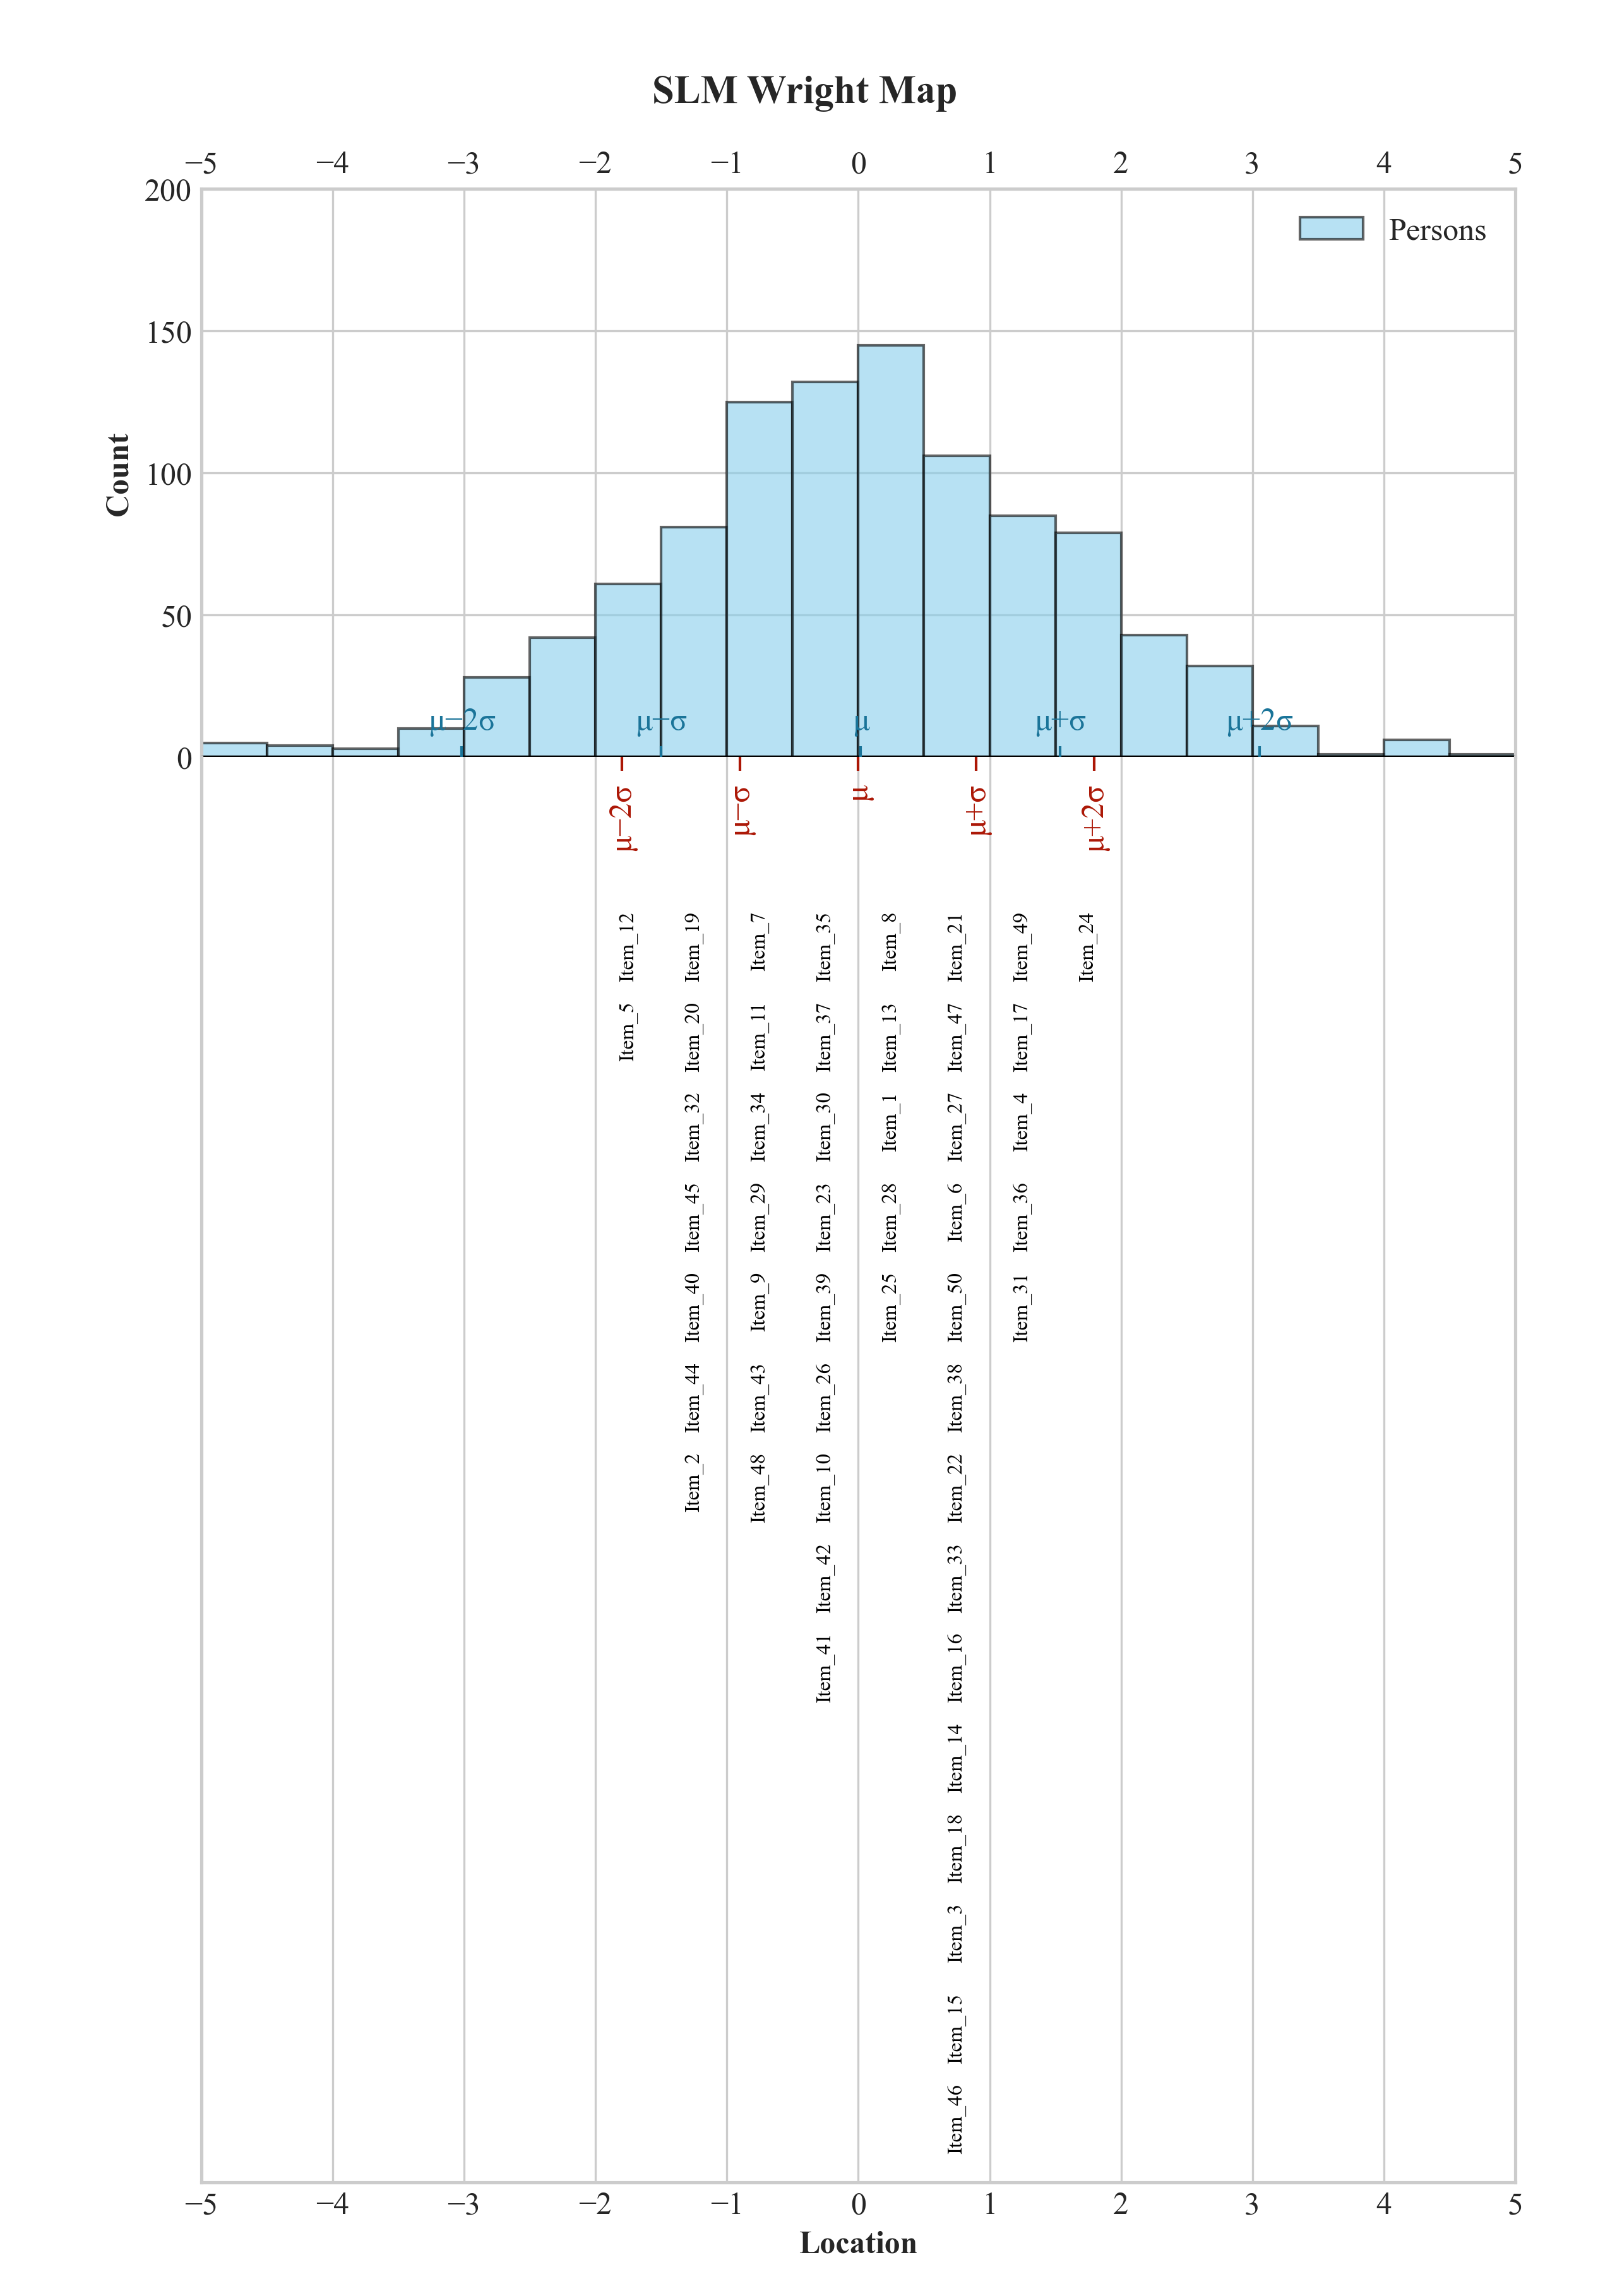 SLM Wright Map
−5 −4 −3 −2 −1 0 1 2 3 4 5
200
Persons
150
100
Count
50
μ−2σ μ−σ μ μ+σ μ+2σ
0
μ−2σ μ−σ μ μ+σ μ+2σ
Item_12 Item_19 Item_7 Item_35 Item_8 Item_21 Item_49 Item_24
Item_5 Item_20 Item_11 Item_37 Item_13 Item_47 Item_17
Item_32 Item_34 Item_30 Item_1 Item_27 Item_4
Item_45 Item_29 Item_23 Item_28 Item_6 Item_36
Item_40 Item_9 Item_39 Item_25 Item_50 Item_31
Item_44 Item_43 Item_26 Item_38
Item_2 Item_48 Item_10 Item_22
Item_42 Item_33
Item_41 Item_16
Item_14
Item_18
Item_3
Item_15
Item_46
−5 −4 −3 −2 −1 0 1 2 3 4 5
Location